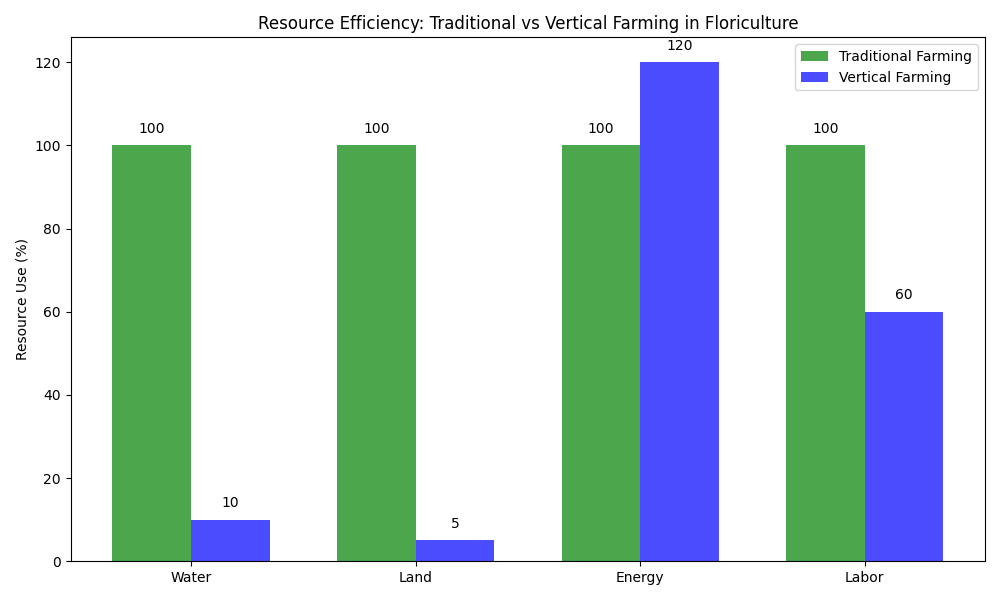 Resource Efficiency: Traditional vs Vertical Farming in Floriculture
Traditional Farming
Vertical Farming
Resource Use (%)
120
100
80
60
40
20
0
100
10
100
5
100
120
100
60
Water
Land
Energy
Labor